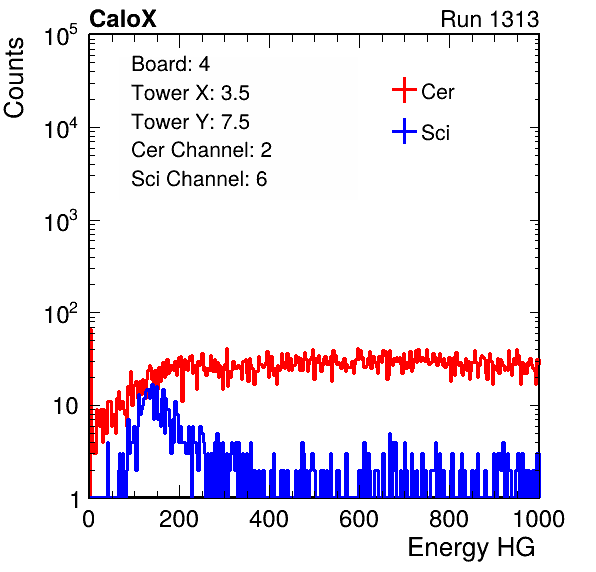 CaloX Run 1313
Counts
Board: 4
Tower X: 3.5
Tower Y: 7.5
Cer Channel: 2
Sci Channel: 6
Cer
Sci
10^5
10^4
10^3
10^2
10
1
0 200 400 600 800 1000
Energy HG